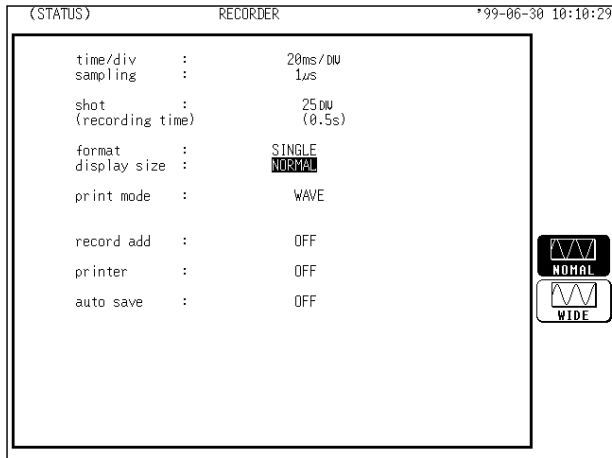 (STATUS) RECORDER '99-06-30 10:10:29
time/div : 20ms/DIV
sampling : 1µs
shot : 25DIV
(recording time) (0.5s)
format : SINGLE
display size : NORMAL
print mode : WAVE
record add : OFF
printer : OFF
auto save : OFF
NOMAL
WIDE